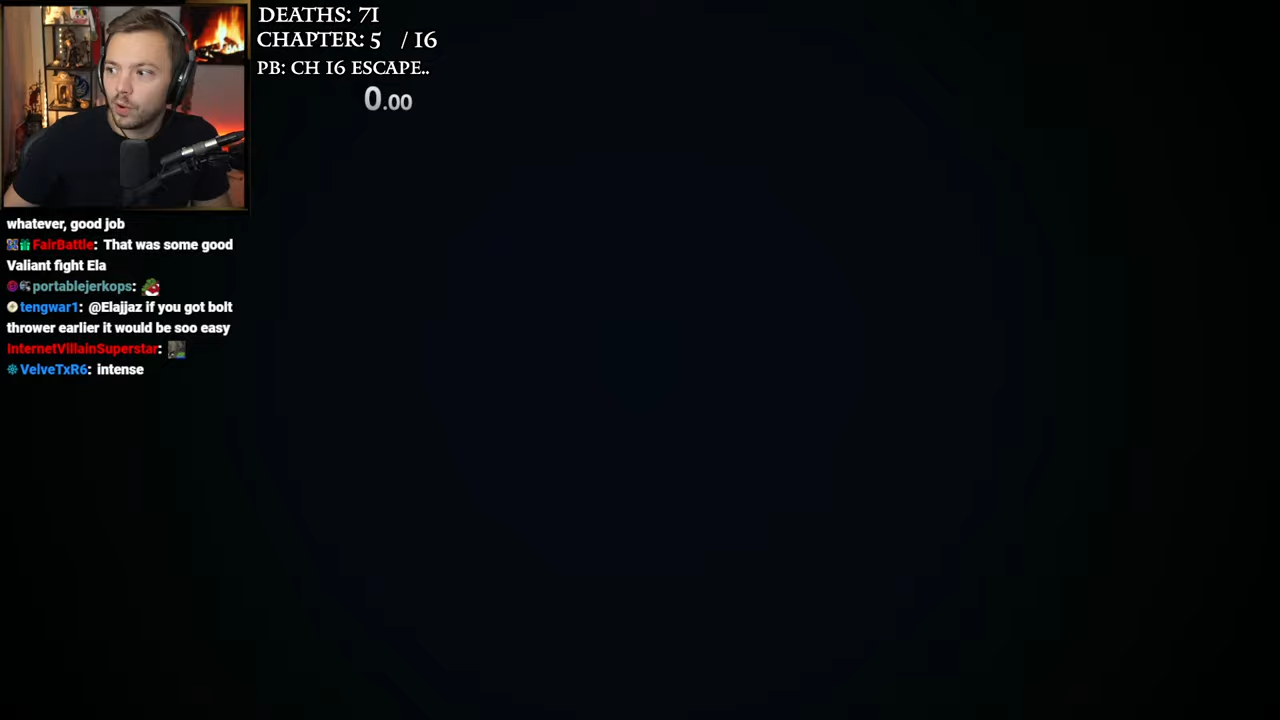 DEATHS: 71
CHAPTER: 5 / 16
PB: CH 16 ESCAPE..
0.00
whatever, good job
FairBattle: That was some good
Valiant fight Ela
portablejerkops:
tengwar1: @Elajjaz if you got bolt
thrower earlier it would be soo easy
InternetVillainSuperstar:
VelveTxR6: intense